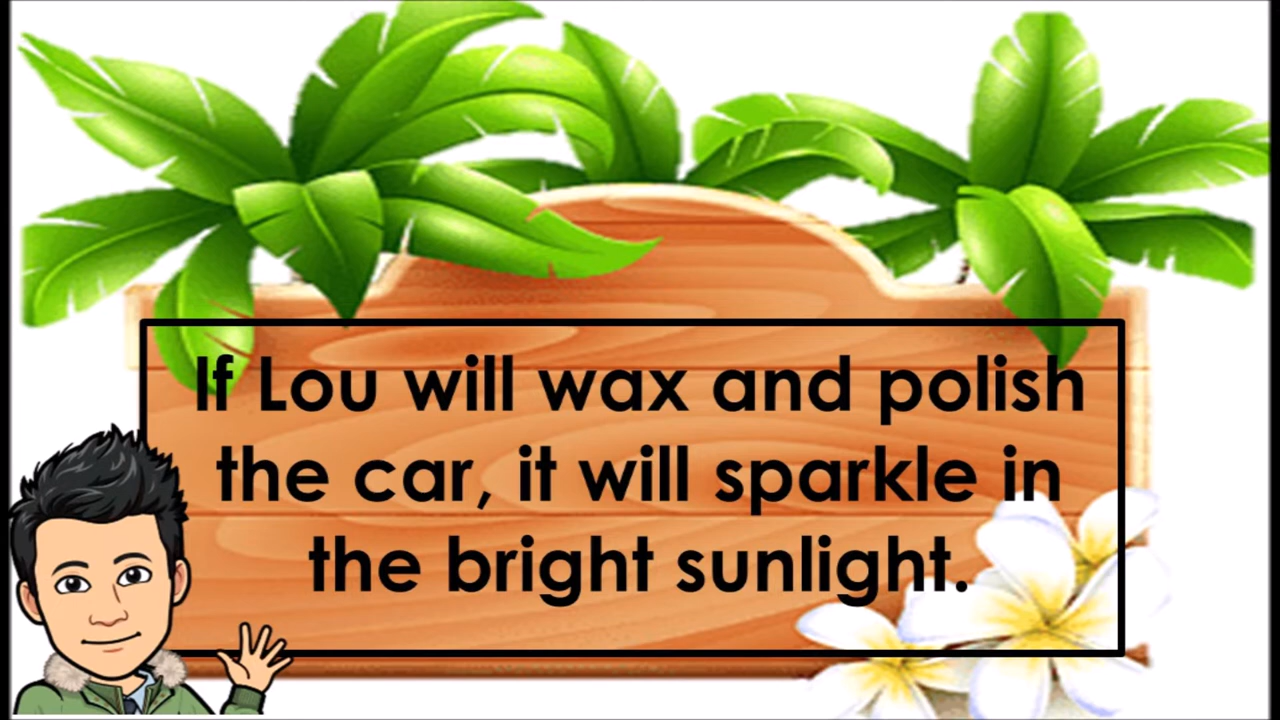 If Lou will wax and polish
the car, it will sparkle in
the bright sunlight.